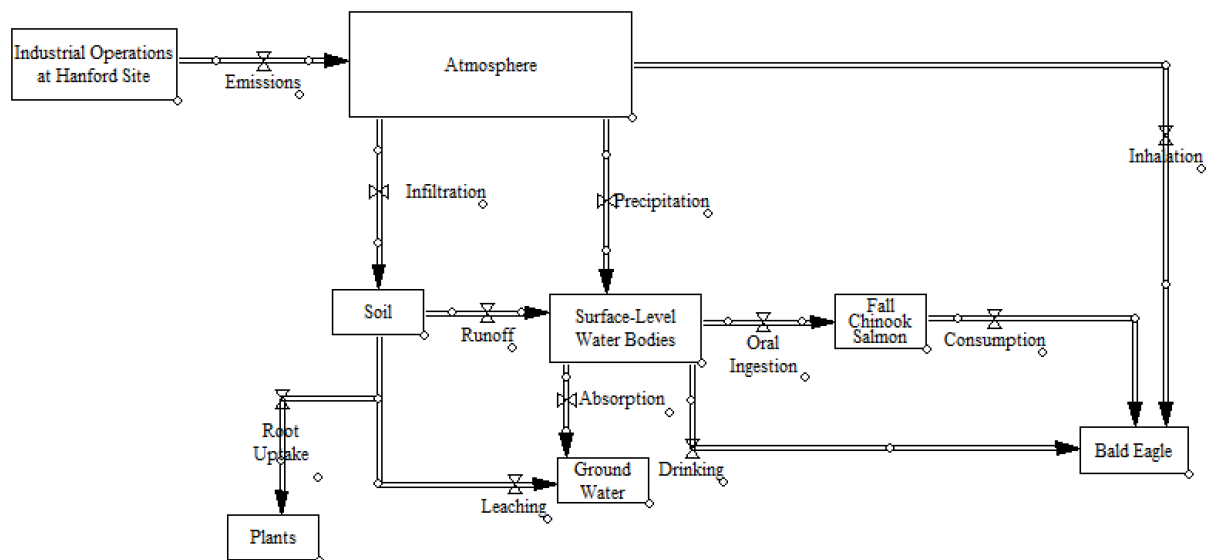 Industrial Operations
at Hanford Site
Emissions
Atmosphere
Inhalation
Infiltration
Precipitation
Soil
Runoff
Surface-Level
Water Bodies
Oral
Ingestion
Fall
Chinook
Salmon
Consumption
Absorption
Root
Uptake
Leaching
Ground
Water
Drinking
Bald Eagle
Plants